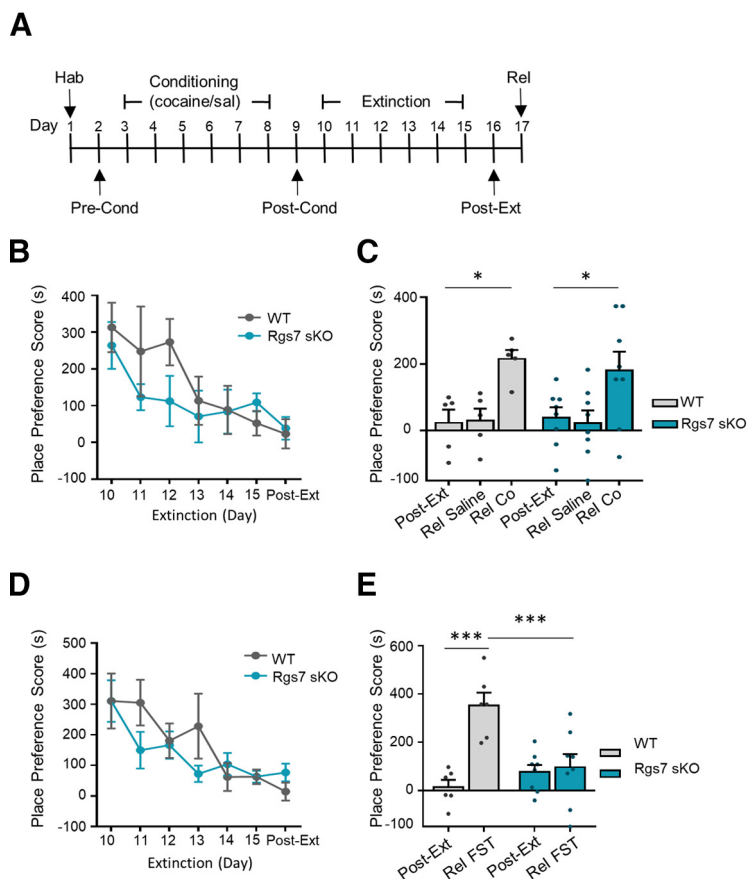 A
Hab
Conditioning
(cocaine/sal)
Extinction
Rel
Day 1 2 3 4 5 6 7 8 9 10 11 12 13 14 15 16 17
Pre-Cond
Post-Cond
Post-Ext
B
Place Preference Score (s)
400
300
200
100
0
-100
WT
Rgs7 sKO
10 11 12 13 14 15 Post-Ext
Extinction (Day)
C
Place Preference Score (s)
400
200
0
-100
*
*
WT
Rgs7 sKO
Post-Ext
Rel Saline
Rel Co
Post-Ext
Rel Saline
Rel Co
D
Place Preference Score (s)
500
400
300
200
100
0
-100
WT
Rgs7 sKO
10 11 12 13 14 15 Post-Ext
Extinction (Day)
E
Place Preference Score (s)
600
400
200
0
-100
***
***
WT
Rgs7 sKO
Post-Ext
Rel FST
Post-Ext
Rel FST